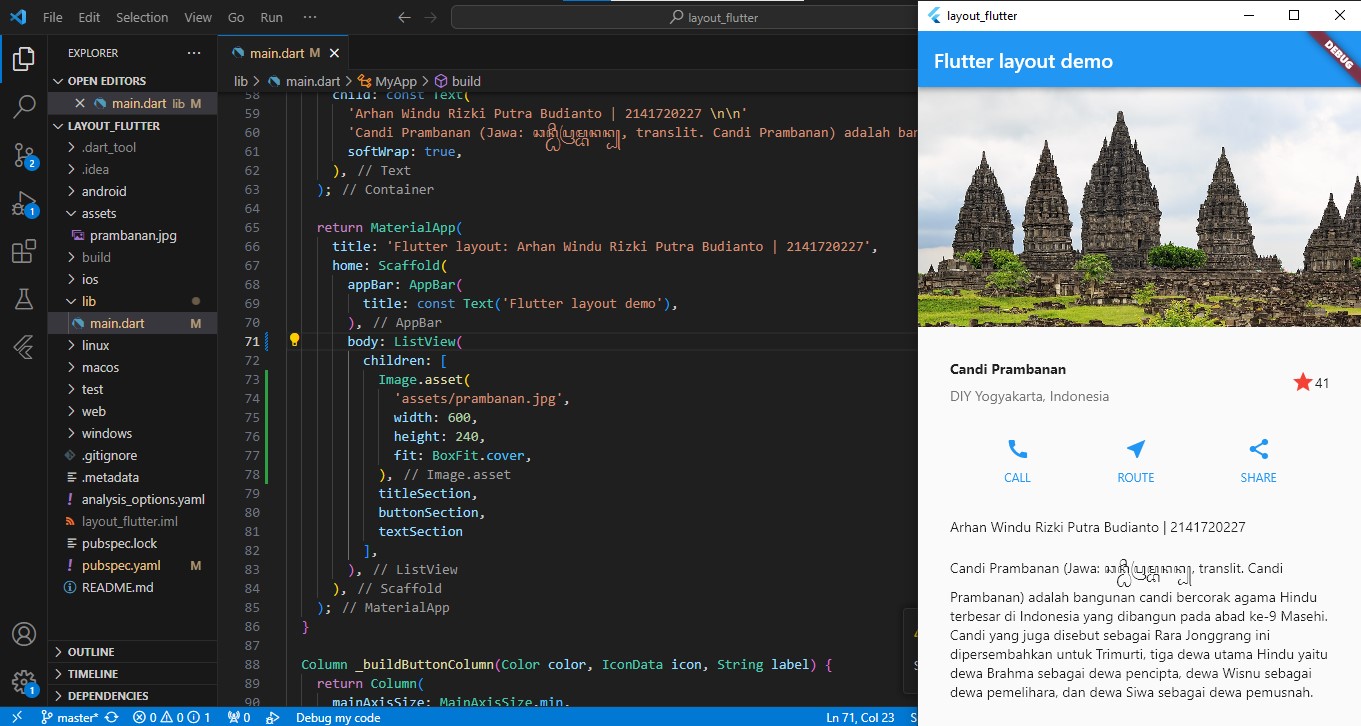 File Edit Selection View Go Run ··· layout_flutter
EXPLORER ···
OPEN EDITORS
main.dart lib M
LAYOUT_FLUTTER
.dart_tool
.idea
android
assets
prambanan.jpg
build
ios
lib
main.dart M
linux
macos
test
web
windows
.gitignore
.metadata
analysis_options.yaml
layout_flutter.iml
pubspec.lock
pubspec.yaml M
README.md
OUTLINE
TIMELINE
DEPENDENCIES
2
1
1
main.dart M
lib > main.dart > MyApp > build
58 child: const Text(
59 'Arhan Windu Rizki Putra Budianto | 2141720227 \n\n'
60 'Candi Prambanan (Jawa: , translit. Candi Prambanan) adalah ban
61 softWrap: true,
62 ), // Text
63 ); // Container
64
65 return MaterialApp(
66 title: 'Flutter layout: Arhan Windu Rizki Putra Budianto | 2141720227',
67 home: Scaffold(
68 appBar: AppBar(
69 title: const Text('Flutter layout demo'),
70 ), // AppBar
71 body: ListView(
72 children: [
73 Image.asset(
74 'assets/prambanan.jpg',
75 width: 600,
76 height: 240,
77 fit: BoxFit.cover,
78 ), // Image.asset
79 titleSection,
80 buttonSection,
81 textSection
82 ],
83 ), // ListView
84 ), // Scaffold
85 ); // MaterialApp
86 }
87
88 Column _buildButtonColumn(Color color, IconData icon, String label) {
89 return Column(
90 mainAxisSize: MainAxisSize.min,
master* 0 0 1 0 Debug my code Ln 71, Col 23 S
layout_flutter
Flutter layout demo
DEBUG
Candi Prambanan
DIY Yogyakarta, Indonesia
41
CALL ROUTE SHARE
Arhan Windu Rizki Putra Budianto | 2141720227
Candi Prambanan (Jawa: , translit. Candi
Prambanan) adalah bangunan candi bercorak agama Hindu
terbesar di Indonesia yang dibangun pada abad ke-9 Masehi.
Candi yang juga disebut sebagai Rara Jonggrang ini
dipersembahkan untuk Trimurti, tiga dewa utama Hindu yaitu
dewa Brahma sebagai dewa pencipta, dewa Wisnu sebagai
dewa pemelihara, dan dewa Siwa sebagai dewa pemusnah.